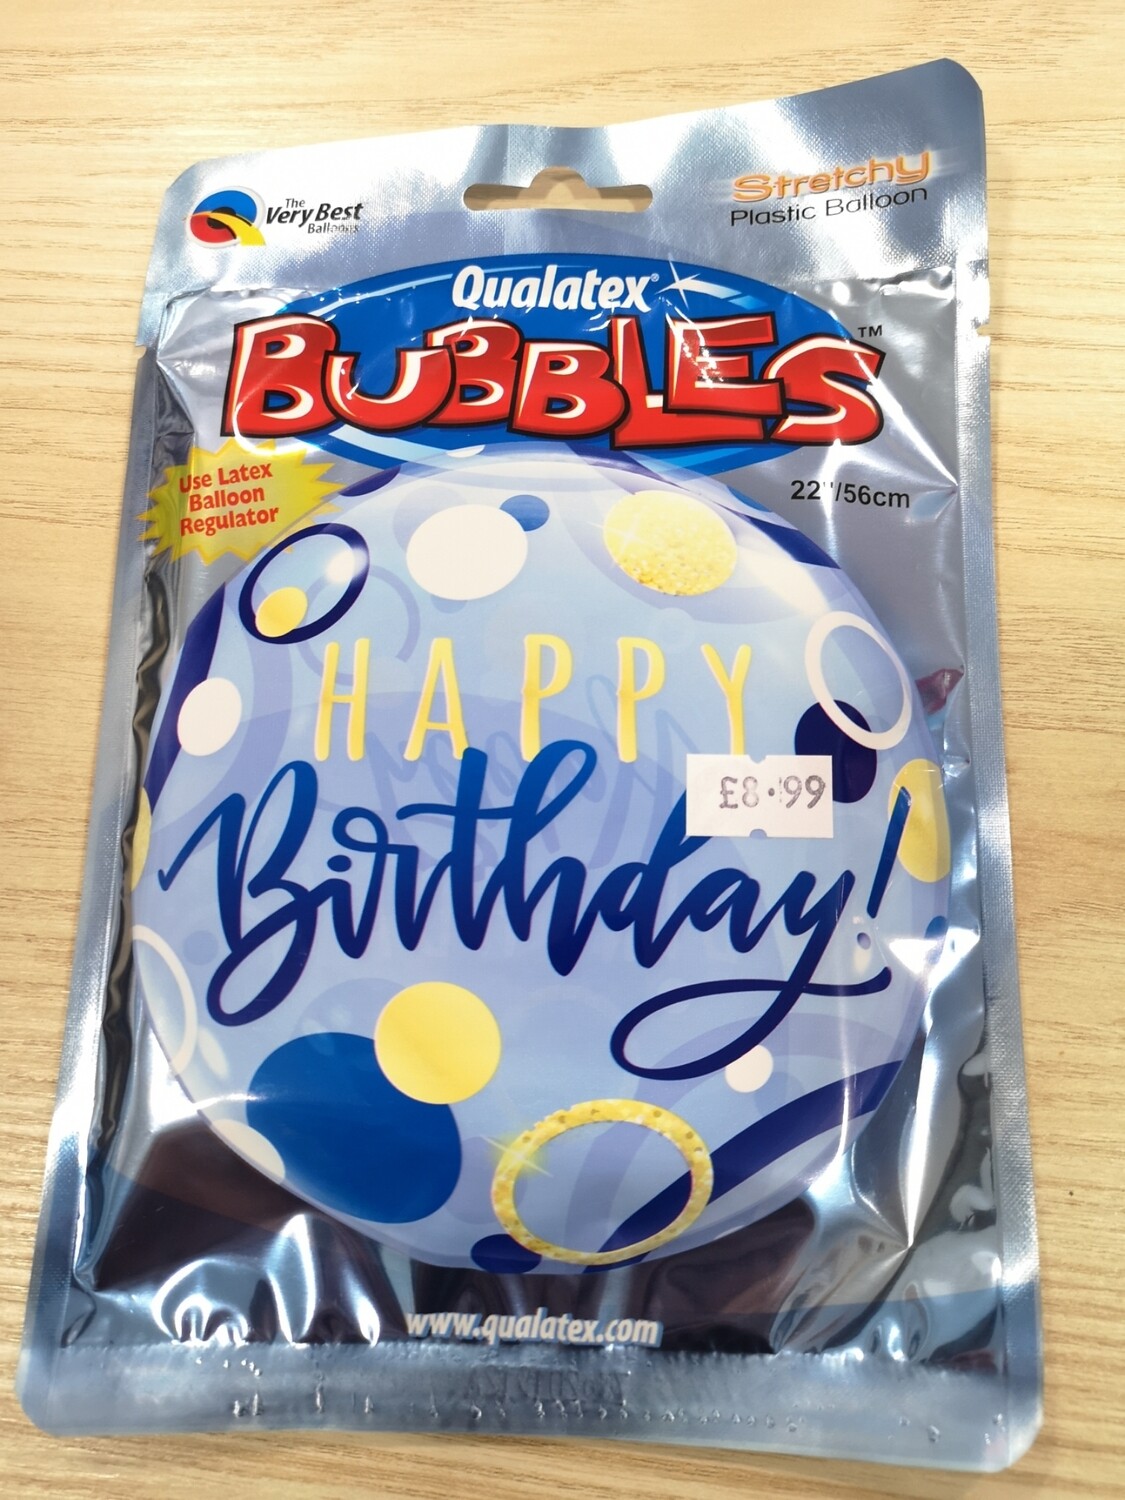 The
Very Best
Balloons
Stretchy
Plastic Balloon
Qualatex®
BUBBLES™
Use Latex
Balloon
Regulator
22"/56cm
HAPPY
Birthday!
£8.99
www.qualatex.com